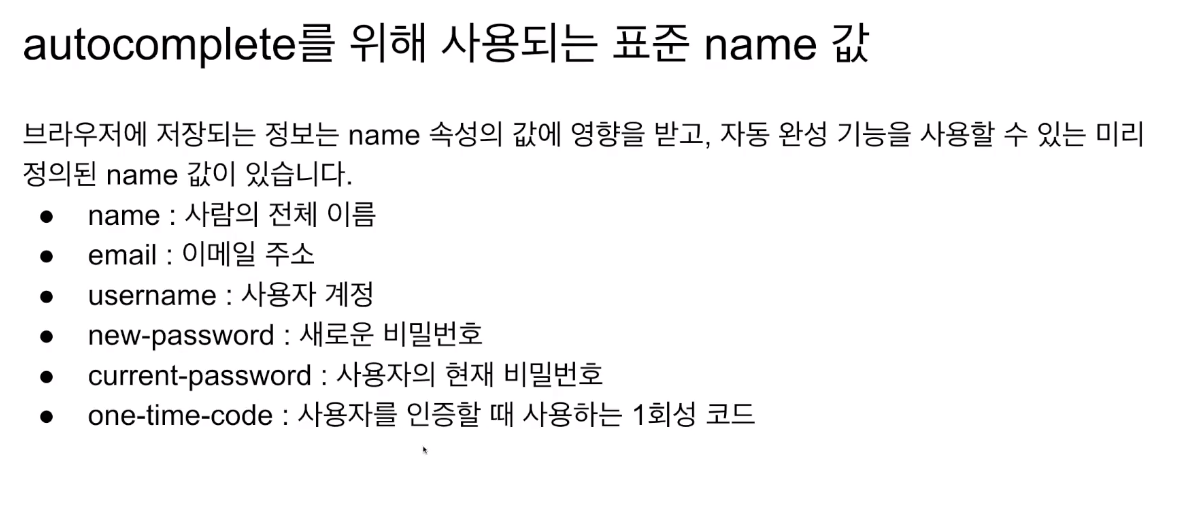 autocomplete를 위해 사용되는 표준 name 값
브라우저에 저장되는 정보는 name 속성의 값에 영향을 받고, 자동 완성 기능을 사용할 수 있는 미리
정의된 name 값이 있습니다.
● name : 사람의 전체 이름
● email : 이메일 주소
● username : 사용자 계정
● new-password : 새로운 비밀번호
● current-password : 사용자의 현재 비밀번호
● one-time-code : 사용자를 인증할 때 사용하는 1회성 코드